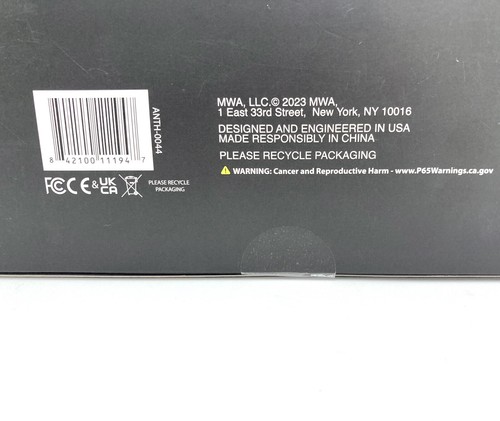 8 42100 11194 7
ANTH-0044
FCC CE & UK CA
PLEASE RECYCLE
PACKAGING
MWA, LLC.© 2023 MWA,
1 East 33rd Street, New York, NY 10016
DESIGNED AND ENGINEERED IN USA
MADE RESPONSIBLY IN CHINA
PLEASE RECYCLE PACKAGING
WARNING: Cancer and Reproductive Harm - www.P65Warnings.ca.gov